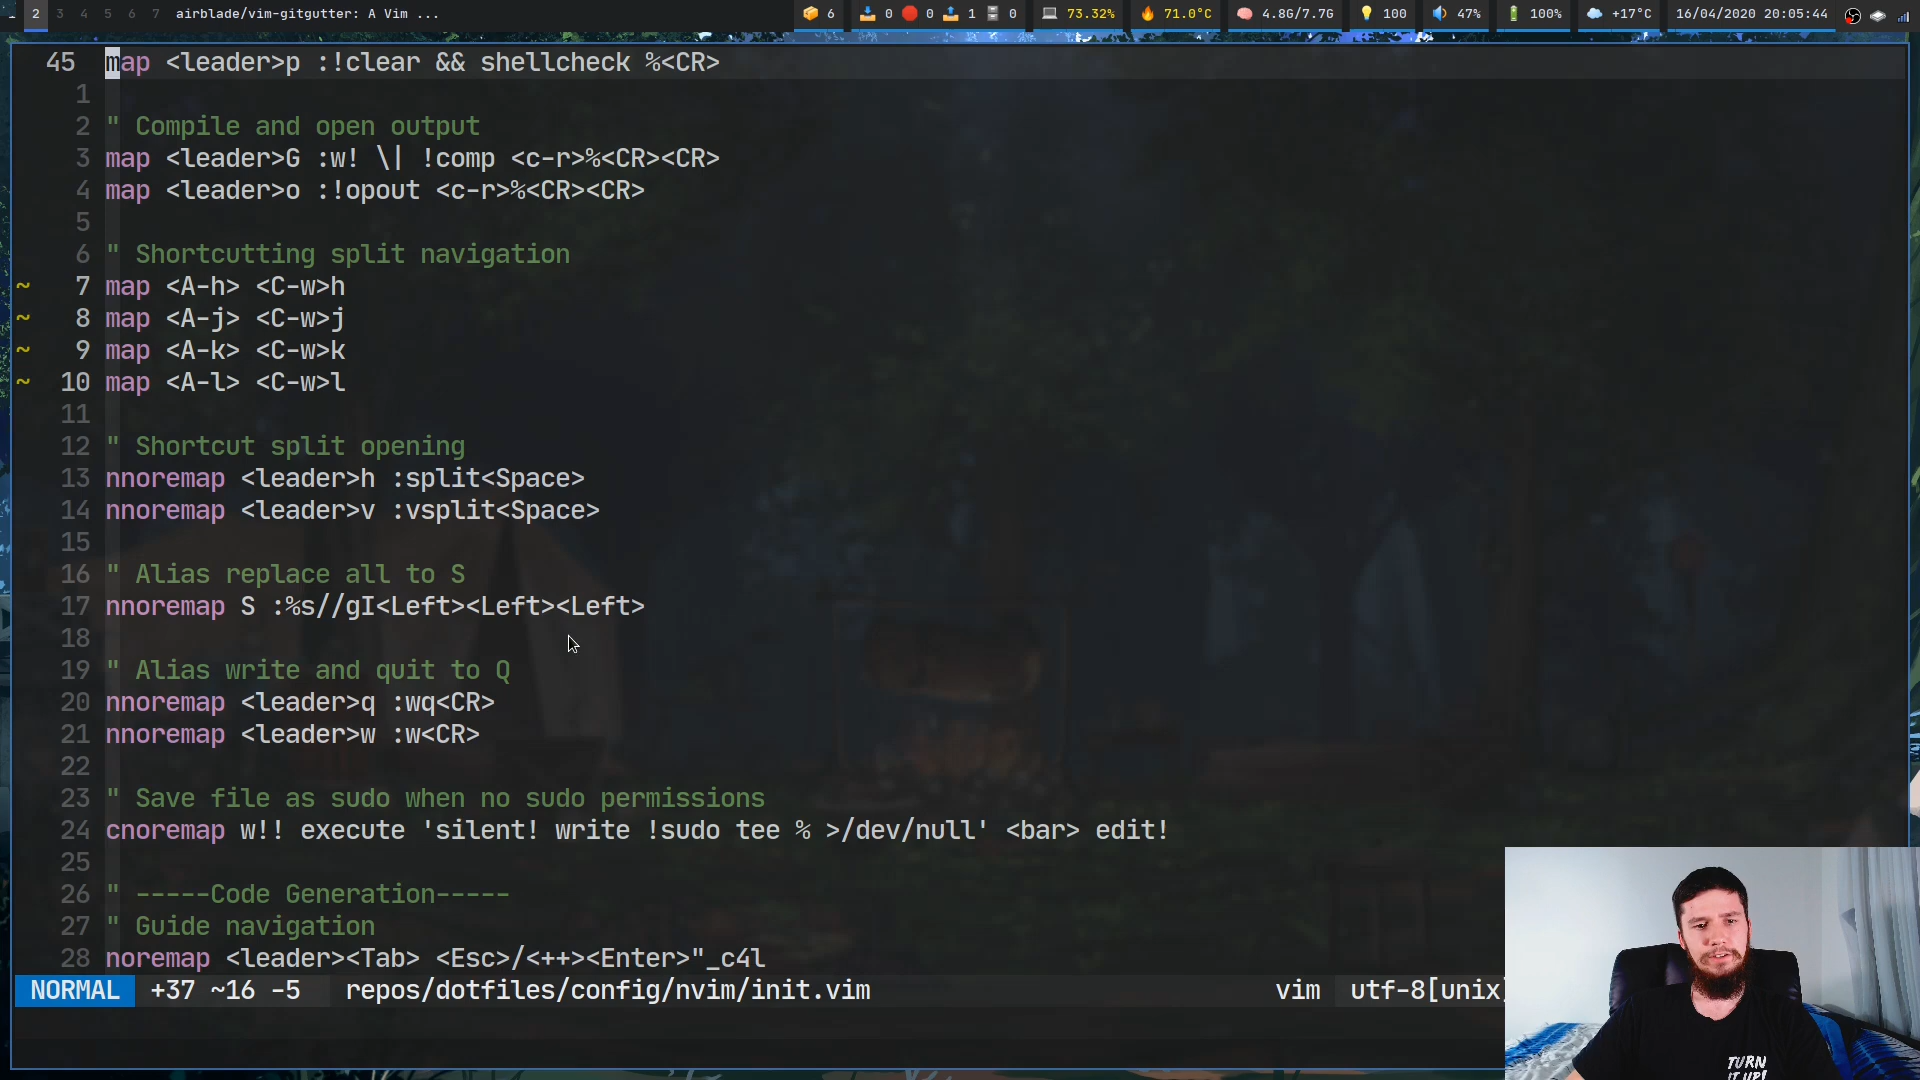 1 2 3 4 5 6 7 airblade/vim-gitgutter: A Vim ... 6 0 0 1 0 73.32% 71.0°C 4.8G/7.7G 100 47% 100% +17°C 16/04/2020 20:05:44
45 map <leader>p :!clear && shellcheck %<CR>
1
2 " Compile and open output
3 map <leader>G :w! \| !comp <c-r>%<CR><CR>
4 map <leader>o :!opout <c-r>%<CR><CR>
5
6 " Shortcutting split navigation
~ 7 map <A-h> <C-w>h
~ 8 map <A-j> <C-w>j
~ 9 map <A-k> <C-w>k
~ 10 map <A-l> <C-w>l
11
12 " Shortcut split opening
13 nnoremap <leader>h :split<Space>
14 nnoremap <leader>v :vsplit<Space>
15
16 " Alias replace all to S
17 nnoremap S :%s//gI<Left><Left><Left>
18
19 " Alias write and quit to Q
20 nnoremap <leader>q :wq<CR>
21 nnoremap <leader>w :w<CR>
22
23 " Save file as sudo when no sudo permissions
24 cnoremap w!! execute 'silent! write !sudo tee % >/dev/null' <bar> edit!
25
26 " -----Code Generation-----
27 " Guide navigation
28 noremap <leader><Tab> <Esc>/<++><Enter>"_c4l
NORMAL +37 ~16 -5 repos/dotfiles/config/nvim/init.vim vim utf-8[unix]
TURN
IT UP!